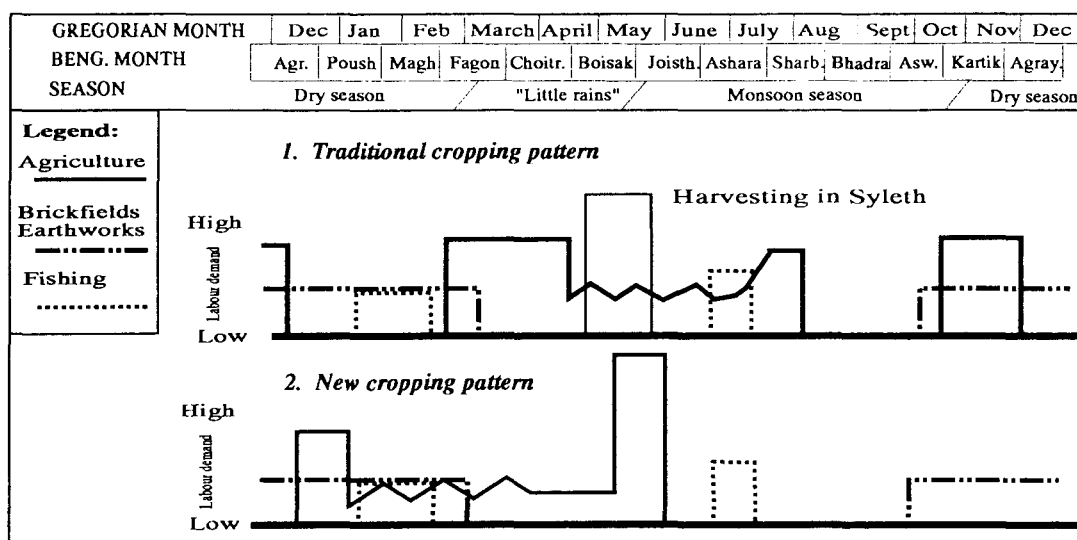 GREGORIAN MONTH Dec Jan Feb March April May June July Aug Sept Oct Nov Dec
BENG. MONTH Agr. Poush Magh Fagon Choitr. Boisak Joisth. Ashara Sharb. Bhadra Asw. Kartik Agray.
SEASON Dry season "Little rains" Monsoon season Dry season
Legend:
Agriculture
Brickfields
Earthworks
Fishing
1. Traditional cropping pattern
Harvesting in Syleth
High
Labour demand
Low
2. New cropping pattern
High
Labour demand
Low